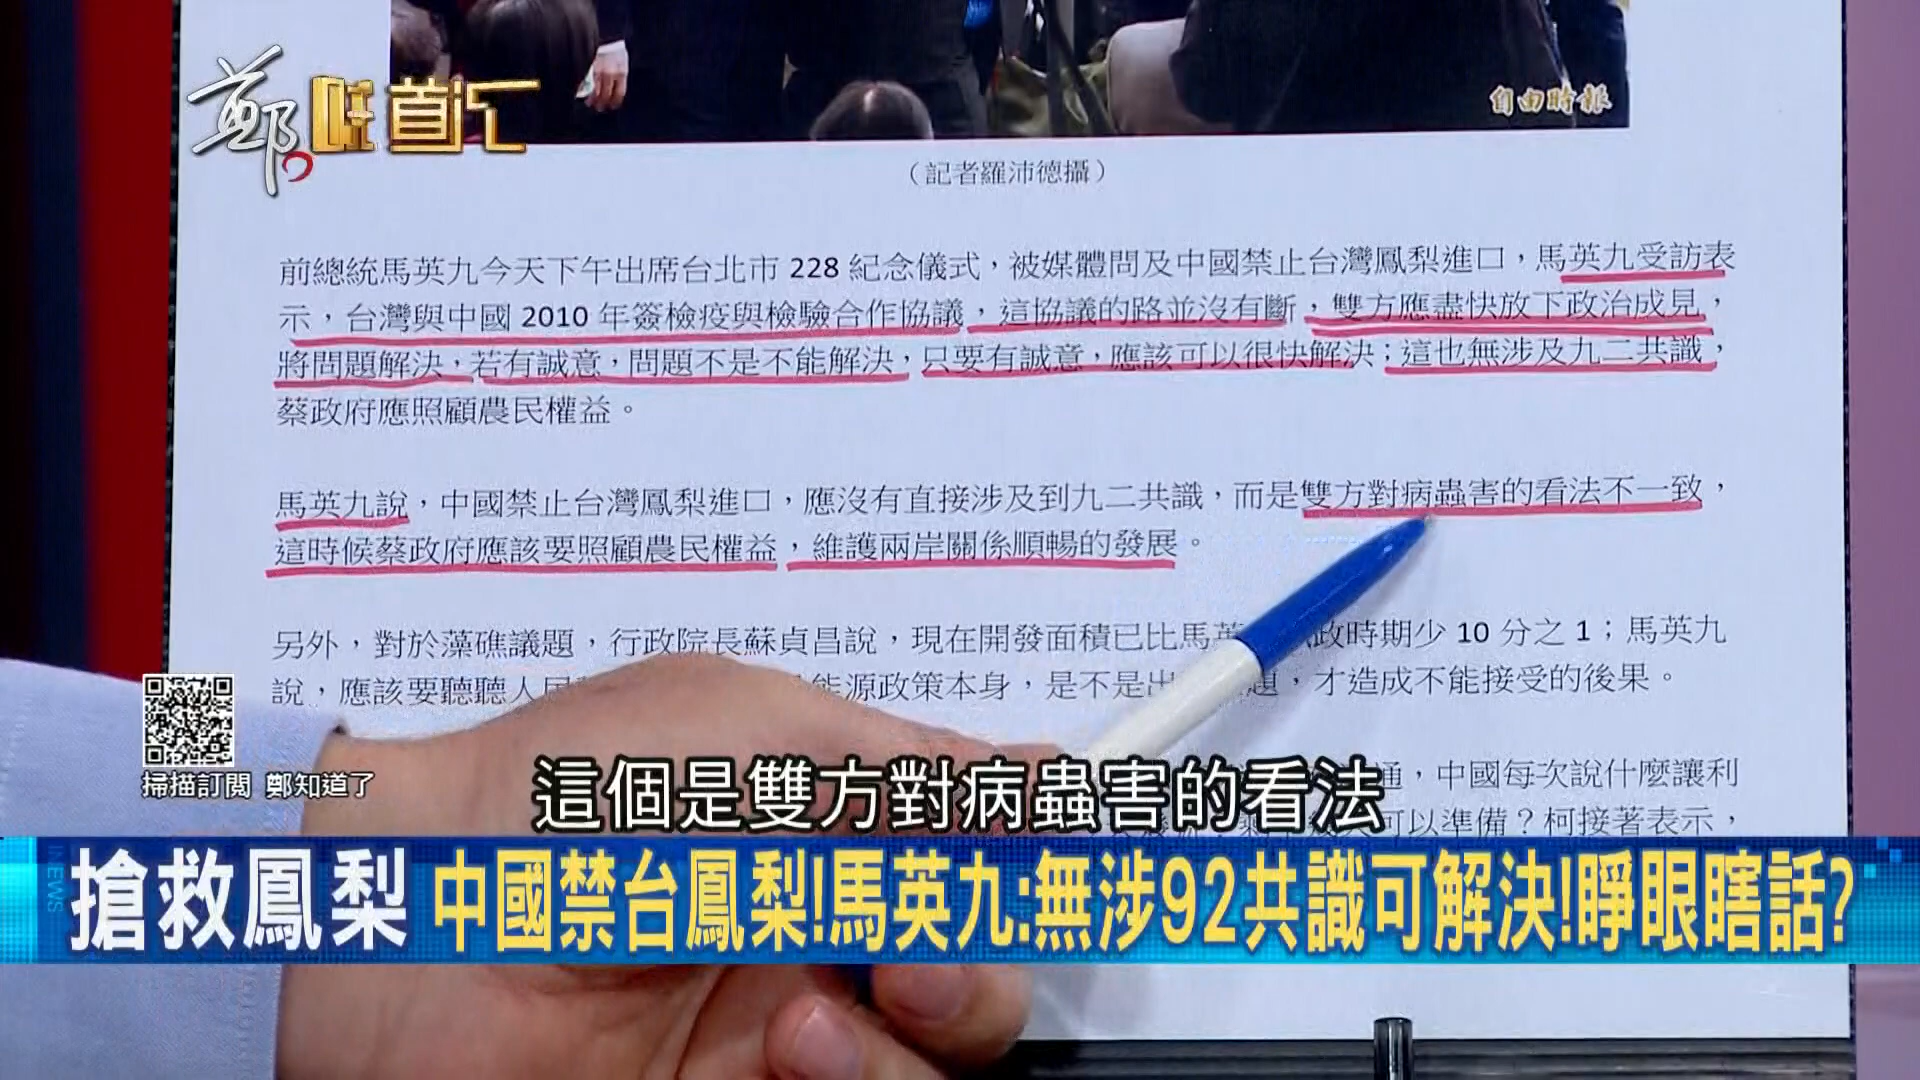 自由時報
（記者羅沛德攝）
前總統馬英九今天下午出席台北市 228 紀念儀式，被媒體問及中國禁止台灣鳳梨進口，馬英九受訪表
示，台灣與中國 2010 年簽檢疫與檢驗合作協議，這協議的路並沒有斷，雙方應盡快放下政治成見，
將問題解決，若有誠意，問題不是不能解決，只要有誠意，應該可以很快解決；這也無涉及九二共識，
蔡政府應照顧農民權益。
馬英九說，中國禁止台灣鳳梨進口，應沒有直接涉及到九二共識，而是雙方對病蟲害的看法不一致，
這時候蔡政府應該要照顧農民權益，維護兩岸關係順暢的發展。
另外，對於藻礁議題，行政院長蘇貞昌說，現在開發面積已比馬英 政時期少 10 分之 1；馬英九
說，應該要聽聽人民 能源政策本身，是不是出 題，才造成不能接受的後果。
通，中國每次說什麼讓利
可以準備？柯接著表示，
掃描訂閱 鄭知道了
這個是雙方對病蟲害的看法
NEWS
搶救鳳梨 中國禁台鳳梨!馬英九:無涉92共識可解決!睜眼瞎話?